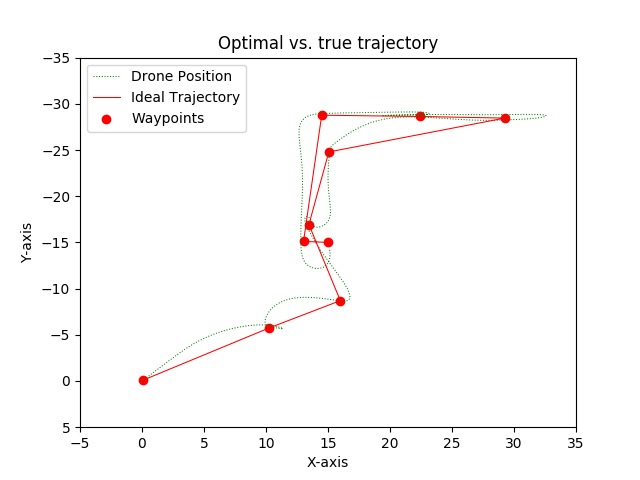 Optimal vs. true trajectory
Drone Position
Ideal Trajectory
Waypoints
Y-axis
−35
−30
−25
−20
−15
−10
−5
0
5
−5 0 5 10 15 20 25 30 35
X-axis